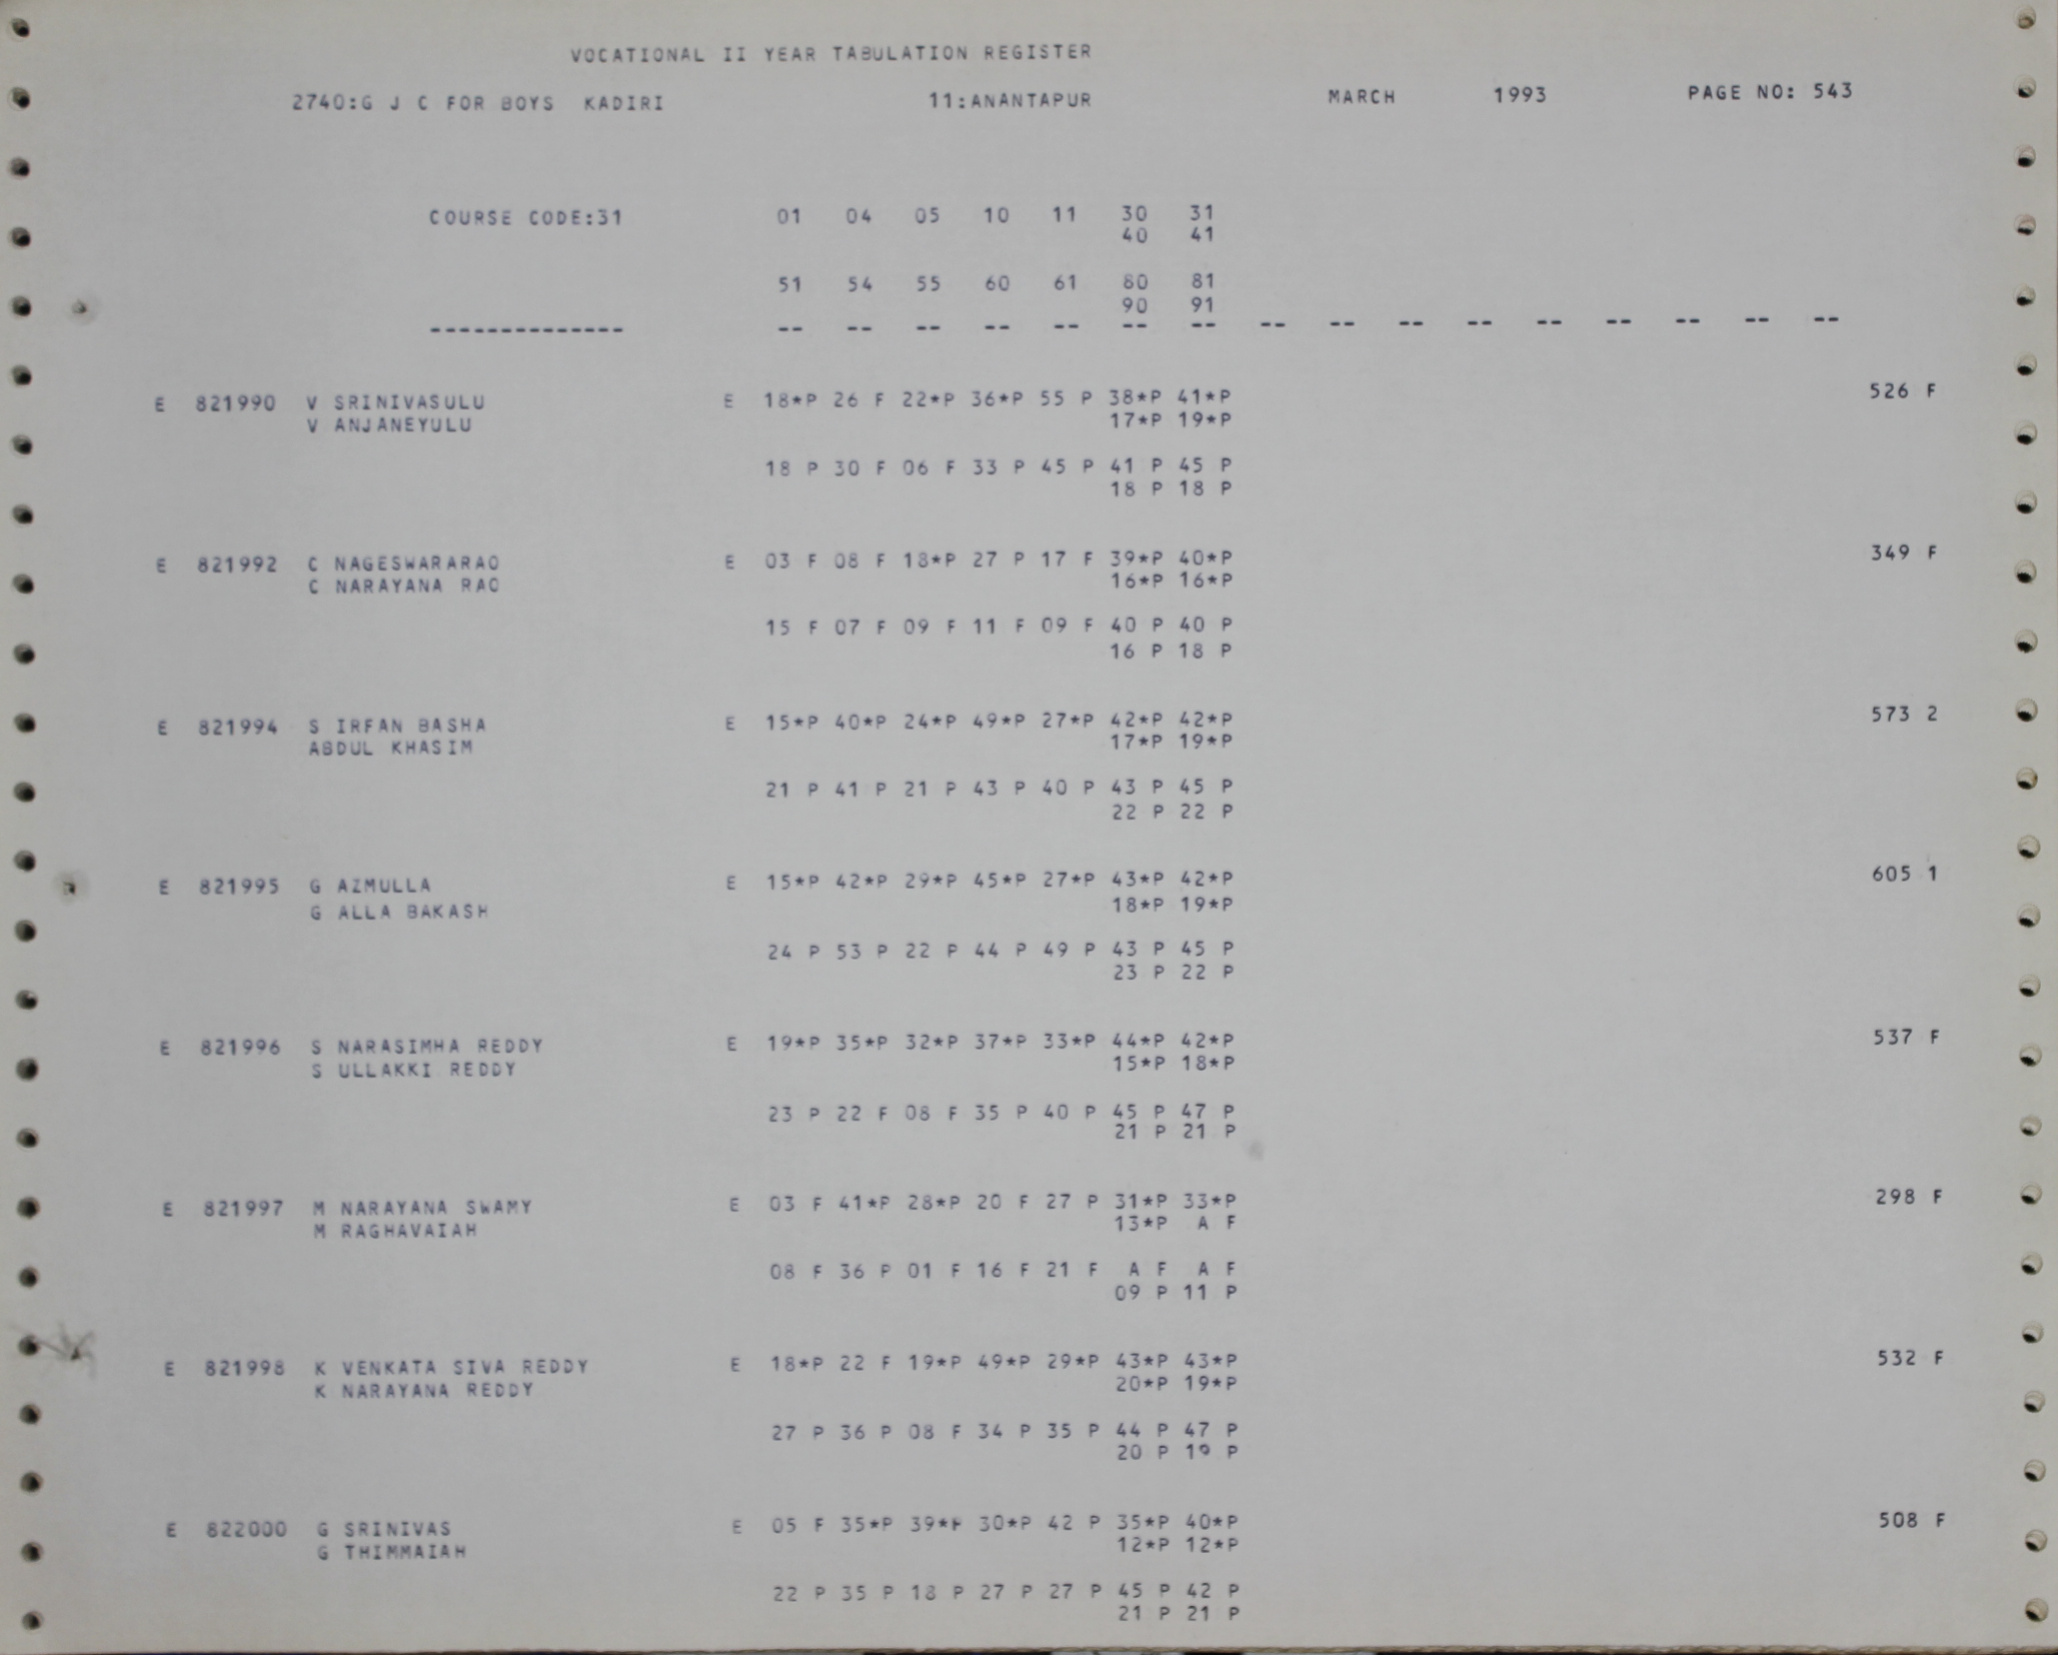 VOCATIONAL II YEAR TABULATION REGISTER
2740:G J C FOR BOYS KADIRI 11:ANANTAPUR MARCH 1993 PAGE NO: 543
COURSE CODE:31 01 04 05 10 11 30 31
40 41
51 54 55 60 61 80 81
90 91
-------------- -- -- -- -- -- -- -- -- -- -- -- -- -- -- -- --
E 821990 V SRINIVASULU E 18*P 26 F 22*P 36*P 55 P 38*P 41*P 526 F
V ANJANEYULU 17*P 19*P
18 P 30 F 06 F 33 P 45 P 41 P 45 P
18 P 18 P
E 821992 C NAGESWARARAO E 03 F 08 F 18*P 27 P 17 F 39*P 40*P 349 F
C NARAYANA RAO 16*P 16*P
15 F 07 F 09 F 11 F 09 F 40 P 40 P
16 P 18 P
E 821994 S IRFAN BASHA E 15*P 40*P 24*P 49*P 27*P 42*P 42*P 573 2
ABDUL KHASIM 17*P 19*P
21 P 41 P 21 P 43 P 40 P 43 P 45 P
22 P 22 P
E 821995 G AZMULLA E 15*P 42*P 29*P 45*P 27*P 43*P 42*P 605 1
G ALLA BAKASH 18*P 19*P
24 P 53 P 22 P 44 P 49 P 43 P 45 P
23 P 22 P
E 821996 S NARASIMHA REDDY E 19*P 35*P 32*P 37*P 33*P 44*P 42*P 537 F
S ULLAKKI REDDY 15*P 18*P
23 P 22 F 08 F 35 P 40 P 45 P 47 P
21 P 21 P
E 821997 M NARAYANA SWAMY E 03 F 41*P 28*P 20 F 27 P 31*P 33*P 298 F
M RAGHAVAIAH 13*P A F
08 F 36 P 01 F 16 F 21 F A F A F
09 P 11 P
E 821998 K VENKATA SIVA REDDY E 18*P 22 F 19*P 49*P 29*P 43*P 43*P 532 F
K NARAYANA REDDY 20*P 19*P
27 P 36 P 08 F 34 P 35 P 44 P 47 P
20 P 19 P
E 822000 G SRINIVAS E 05 F 35*P 39*P 30*P 42 P 35*P 40*P 508 F
G THIMMAIAH 12*P 12*P
22 P 35 P 18 P 27 P 27 P 45 P 42 P
21 P 21 P